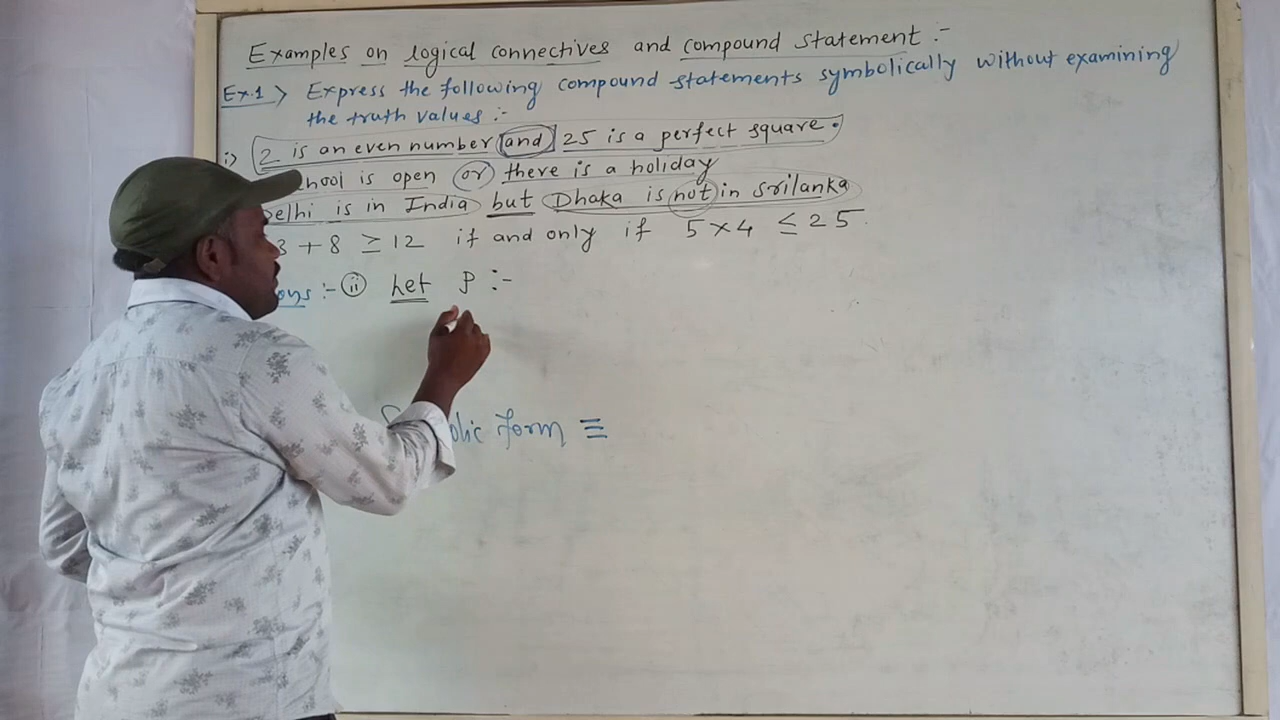 Examples on logical connectives and compound statement :-
Ex.1> Express the following compound statements symbolically without examining
the truth values :-
i> 2 is an even number and 25 is a perfect square.
is open or there is a holiday
Delhi is in India but Dhaka is not in Srilanka
3 + 8 ≥ 12 if and only if 5 × 4 ≤ 25.
:- ii Let P :-
form ≡